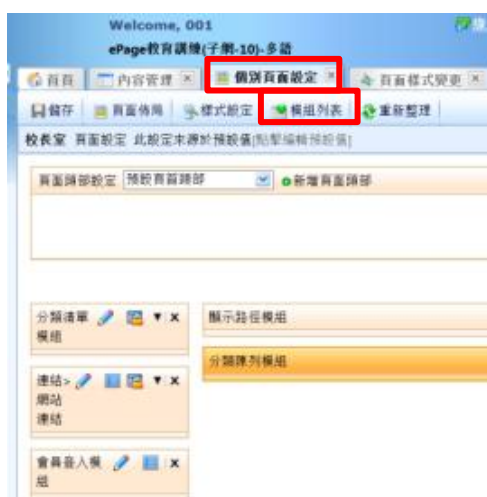 Welcome, 001
ePage教育訓練(子網-10)-多語
首頁 內容管理 個別頁面設定 頁面樣式變更
儲存 頁面佈局 樣式設定 模組列表 重新整理
校長室 頁面設定 此設定來源於預設值[點擊編輯預設值]
頁面頭部設定 預設頁首頭部 新增頁面頭部
分類清單
模組
顯示路徑模組
分類陳列模組
連結>
網站
連結
會員登入模
組